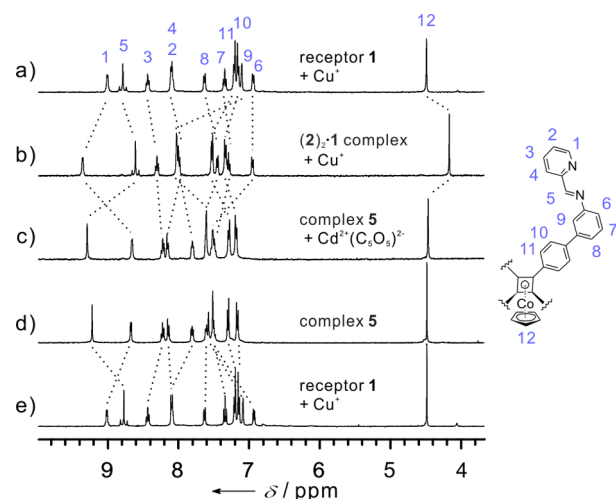 1 5 3 4 2 8 7 11 10 9 6 12
a) receptor 1 + Cu⁺
b) (2)₂·1 complex + Cu⁺
c) complex 5 + Cd²⁺(C₅O₅)²⁻
d) complex 5
e) receptor 1 + Cu⁺
9 8 7 6 5 4
← δ / ppm
2 1
3 N
4
5 N 6
9 7
10 8
11
Co
12